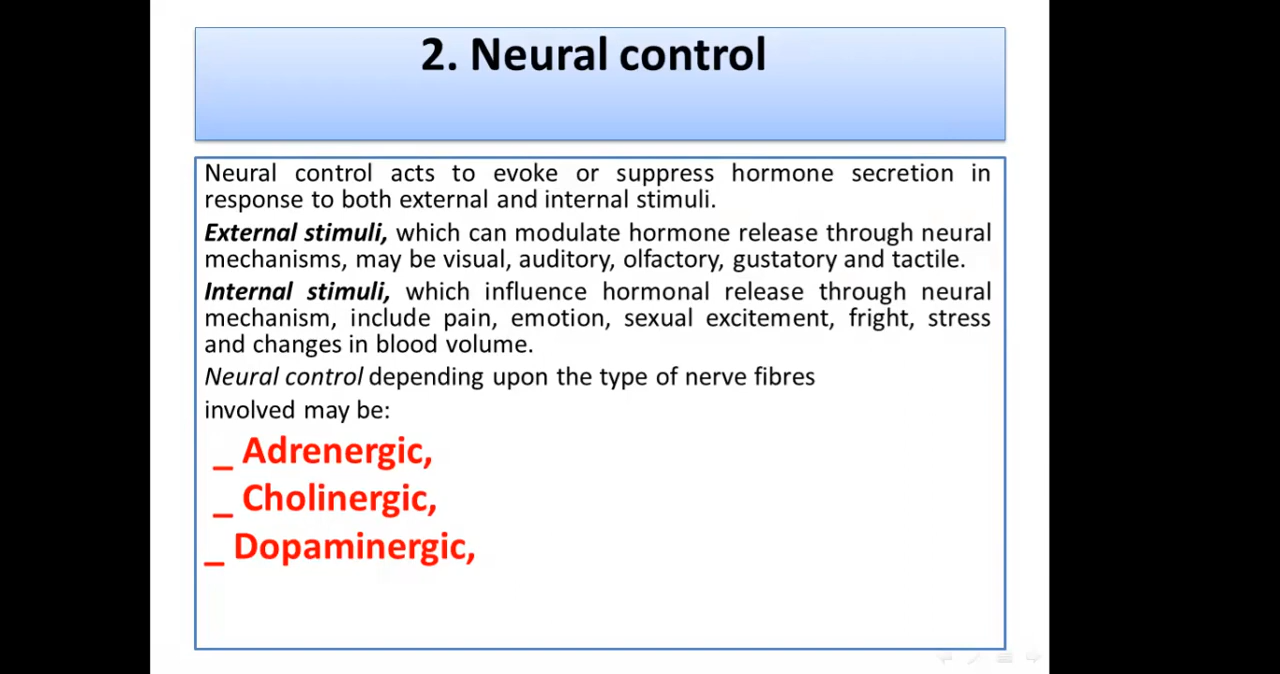 2. Neural control
Neural control acts to evoke or suppress hormone secretion in
response to both external and internal stimuli.
External stimuli, which can modulate hormone release through neural
mechanisms, may be visual, auditory, olfactory, gustatory and tactile.
Internal stimuli, which influence hormonal release through neural
mechanism, include pain, emotion, sexual excitement, fright, stress
and changes in blood volume.
Neural control depending upon the type of nerve fibres
involved may be:
_ Adrenergic,
_ Cholinergic,
_ Dopaminergic,